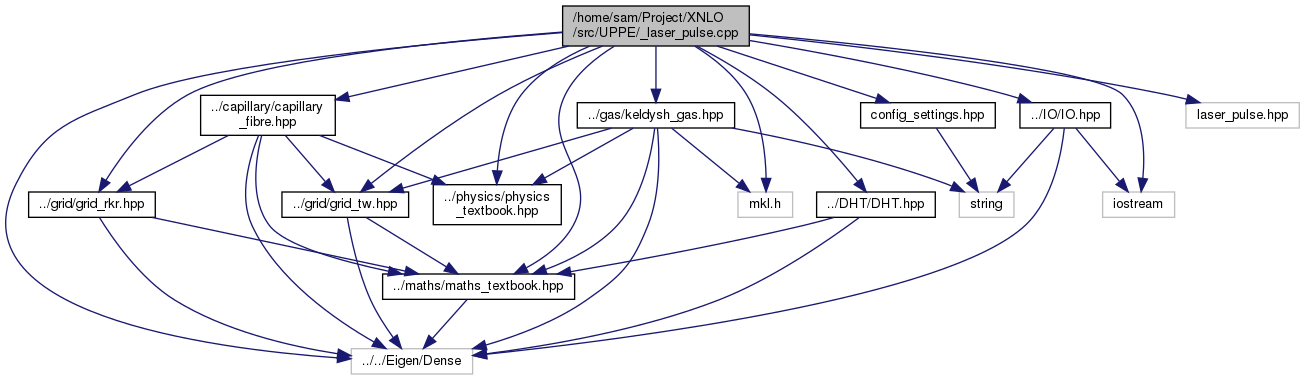 /home/sam/Project/XNLO
/src/UPPE/_laser_pulse.cpp
../capillary/capillary
_fibre.hpp
../gas/keldysh_gas.hpp
config_settings.hpp
../IO/IO.hpp
laser_pulse.hpp
../grid/grid_rkr.hpp
../grid/grid_tw.hpp
../physics/physics
_textbook.hpp
mkl.h
../DHT/DHT.hpp
string
iostream
../maths/maths_textbook.hpp
../../Eigen/Dense